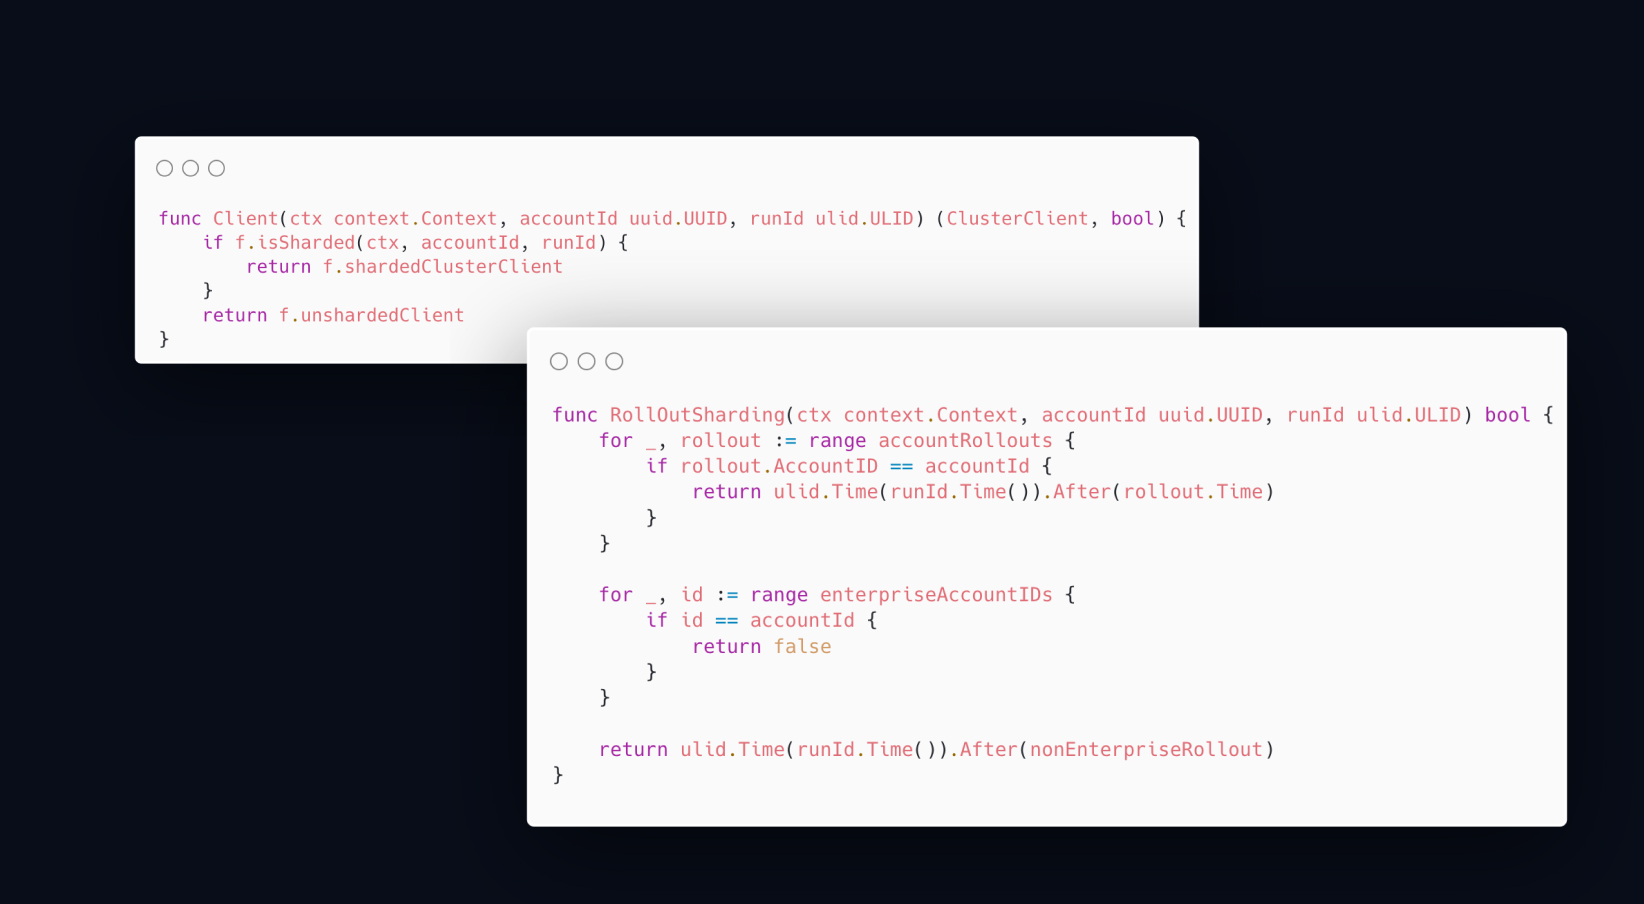 func Client(ctx context.Context, accountId uuid.UUID, runId ulid.ULID) (ClusterClient, bool) {
    if f.isSharded(ctx, accountId, runId) {
        return f.shardedClusterClient
    }
    return f.unshardedClient
}
func RollOutSharding(ctx context.Context, accountId uuid.UUID, runId ulid.ULID) bool {
    for _, rollout := range accountRollouts {
        if rollout.AccountID == accountId {
            return ulid.Time(runId.Time()).After(rollout.Time)
        }
    }

    for _, id := range enterpriseAccountIDs {
        if id == accountId {
            return false
        }
    }

    return ulid.Time(runId.Time()).After(nonEnterpriseRollout)
}